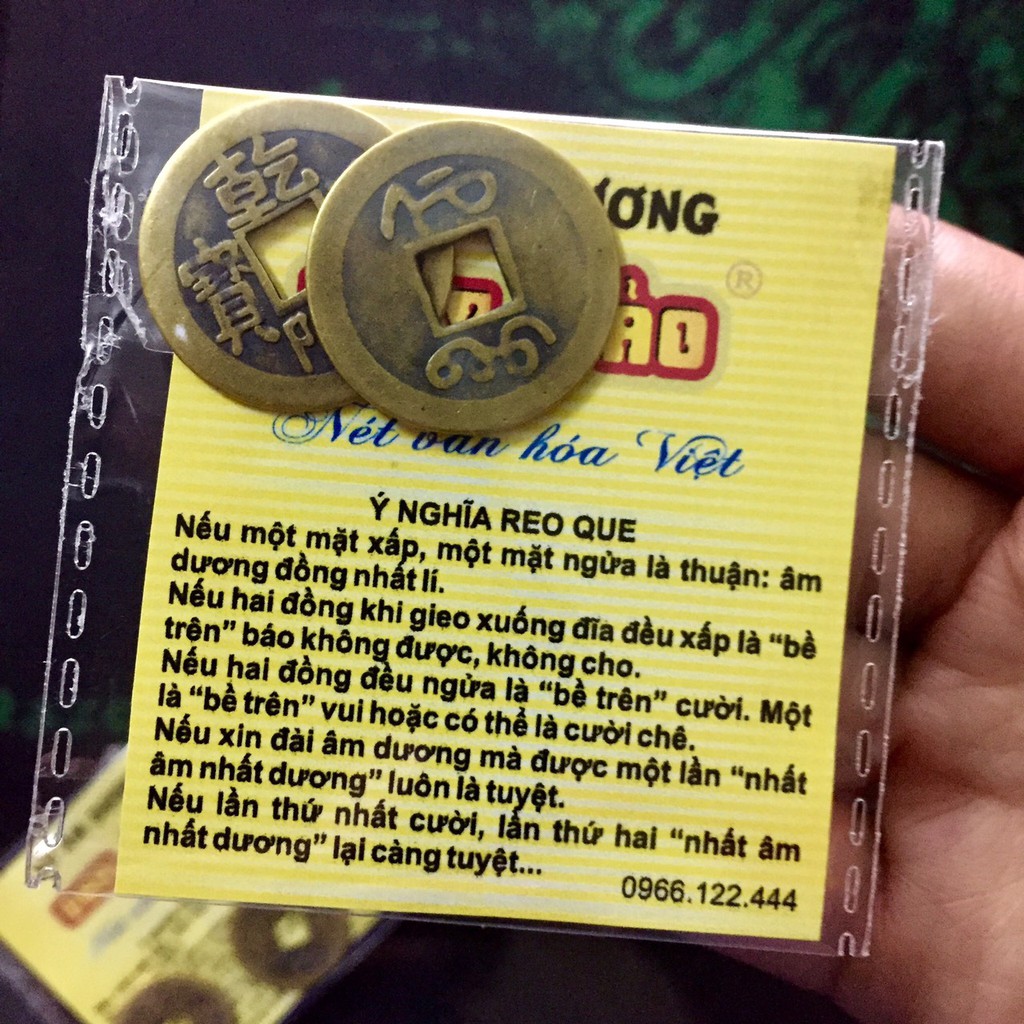 ƯƠNG
ẢO ®
Nét văn hóa Việt
Ý NGHĨA REO QUE
Nếu một mặt xấp, một mặt ngửa là thuận: âm
dương đồng nhất lí.
Nếu hai đồng khi gieo xuống đĩa đều xấp là “bề
trên” báo không được, không cho.
Nếu hai đồng đều ngửa là “bề trên” cười. Một
là “bề trên” vui hoặc có thể là cười chê.
Nếu xin đài âm dương mà được một lần “nhất
âm nhất dương” luôn là tuyệt.
Nếu lần thứ nhất cười, lần thứ hai “nhất âm
nhất dương” lại càng tuyệt...
0966.122.444
乾
寶